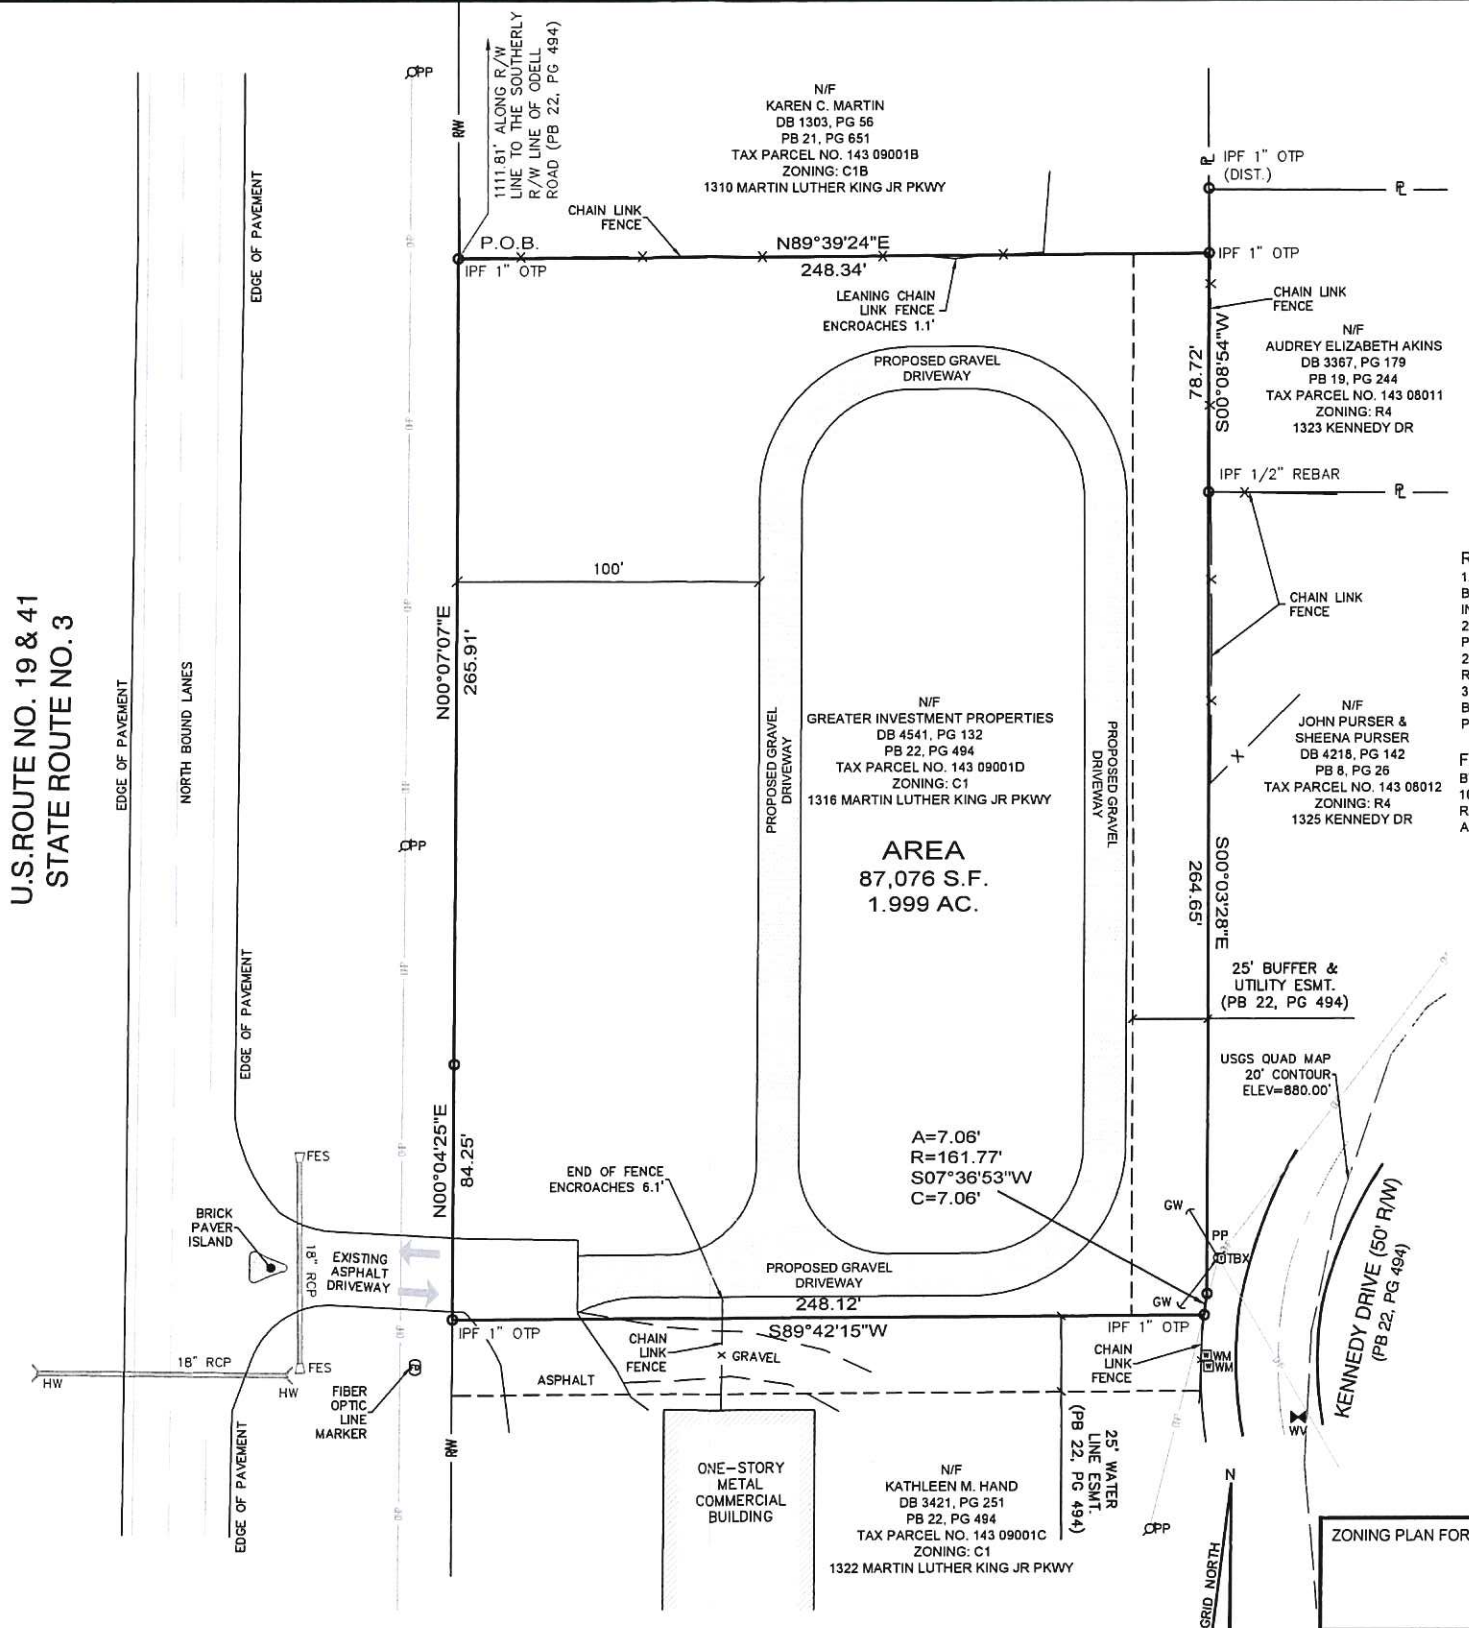 1111.81' ALONG R/W
LINE TO THE SOUTHERLY
R/W LINE OF ODELL
ROAD (PB 22, PG 494)
PP
R/W
N/F
KAREN C. MARTIN
DB 1303, PG 56
PB 21, PG 651
TAX PARCEL NO. 143 09001B
ZONING: C1B
1310 MARTIN LUTHER KING JR PKWY
IPF 1" OTP
(DIST.)
PL
PL
EDGE OF PAVEMENT
CHAIN LINK
FENCE
P.O.B.
IPF 1" OTP
N89°39'24"E
248.34'
IPF 1" OTP
LEANING CHAIN
LINK FENCE
ENCROACHES 1.1'
CHAIN LINK
FENCE
78.72'
S00°08'54"W
N/F
AUDREY ELIZABETH AKINS
DB 3367, PG 179
PB 19, PG 244
TAX PARCEL NO. 143 08011
ZONING: R4
1323 KENNEDY DR
PROPOSED GRAVEL
DRIVEWAY
IPF 1/2" REBAR
PL
100'
CHAIN LINK
FENCE
U.S.ROUTE NO. 19 & 41
STATE ROUTE NO. 3
EDGE OF PAVEMENT
NORTH BOUND LANES
N00°07'07"E
265.91'
PROPOSED GRAVEL
DRIVEWAY
N/F
GREATER INVESTMENT PROPERTIES
DB 4541, PG 132
PB 22, PG 494
TAX PARCEL NO. 143 09001D
ZONING: C1
1316 MARTIN LUTHER KING JR PKWY
PROPOSED GRAVEL
DRIVEWAY
N/F
JOHN PURSER &
SHEENA PURSER
DB 4218, PG 142
PB 8, PG 26
TAX PARCEL NO. 143 08012
ZONING: R4
1325 KENNEDY DR
PP
AREA
87,076 S.F.
1.999 AC.
264.65'
S00°03'28"E
EDGE OF PAVEMENT
25' BUFFER &
UTILITY ESMT.
(PB 22, PG 494)
USGS QUAD MAP
20' CONTOUR
ELEV=880.00'
N00°04'25"E
84.25'
A=7.06'
R=161.77'
S07°36'53"W
C=7.06'
END OF FENCE
ENCROACHES 6.1'
FES
BRICK
PAVER
ISLAND
18" RCP
EXISTING
ASPHALT
DRIVEWAY
GW
PP
TBX
GW
KENNEDY DRIVE (50' R/W)
(PB 22, PG 494)
PROPOSED GRAVEL
DRIVEWAY
248.12'
S89°42'15"W
IPF 1" OTP
IPF 1" OTP
CHAIN
LINK
FENCE
GRAVEL
CHAIN
LINK
FENCE
WM
WM
18" RCP
FES
HW
HW
FIBER
OPTIC
LINE
MARKER
ASPHALT
WV
EDGE OF PAVEMENT
R/W
25' WATER
LINE ESMT.
(PB 22, PG 494)
ONE-STORY
METAL
COMMERCIAL
BUILDING
N/F
KATHLEEN M. HAND
DB 3421, PG 251
PB 22, PG 494
TAX PARCEL NO. 143 09001C
ZONING: C1
1322 MARTIN LUTHER KING JR PKWY
PP
N
GRID NORTH
ZONING PLAN FOR